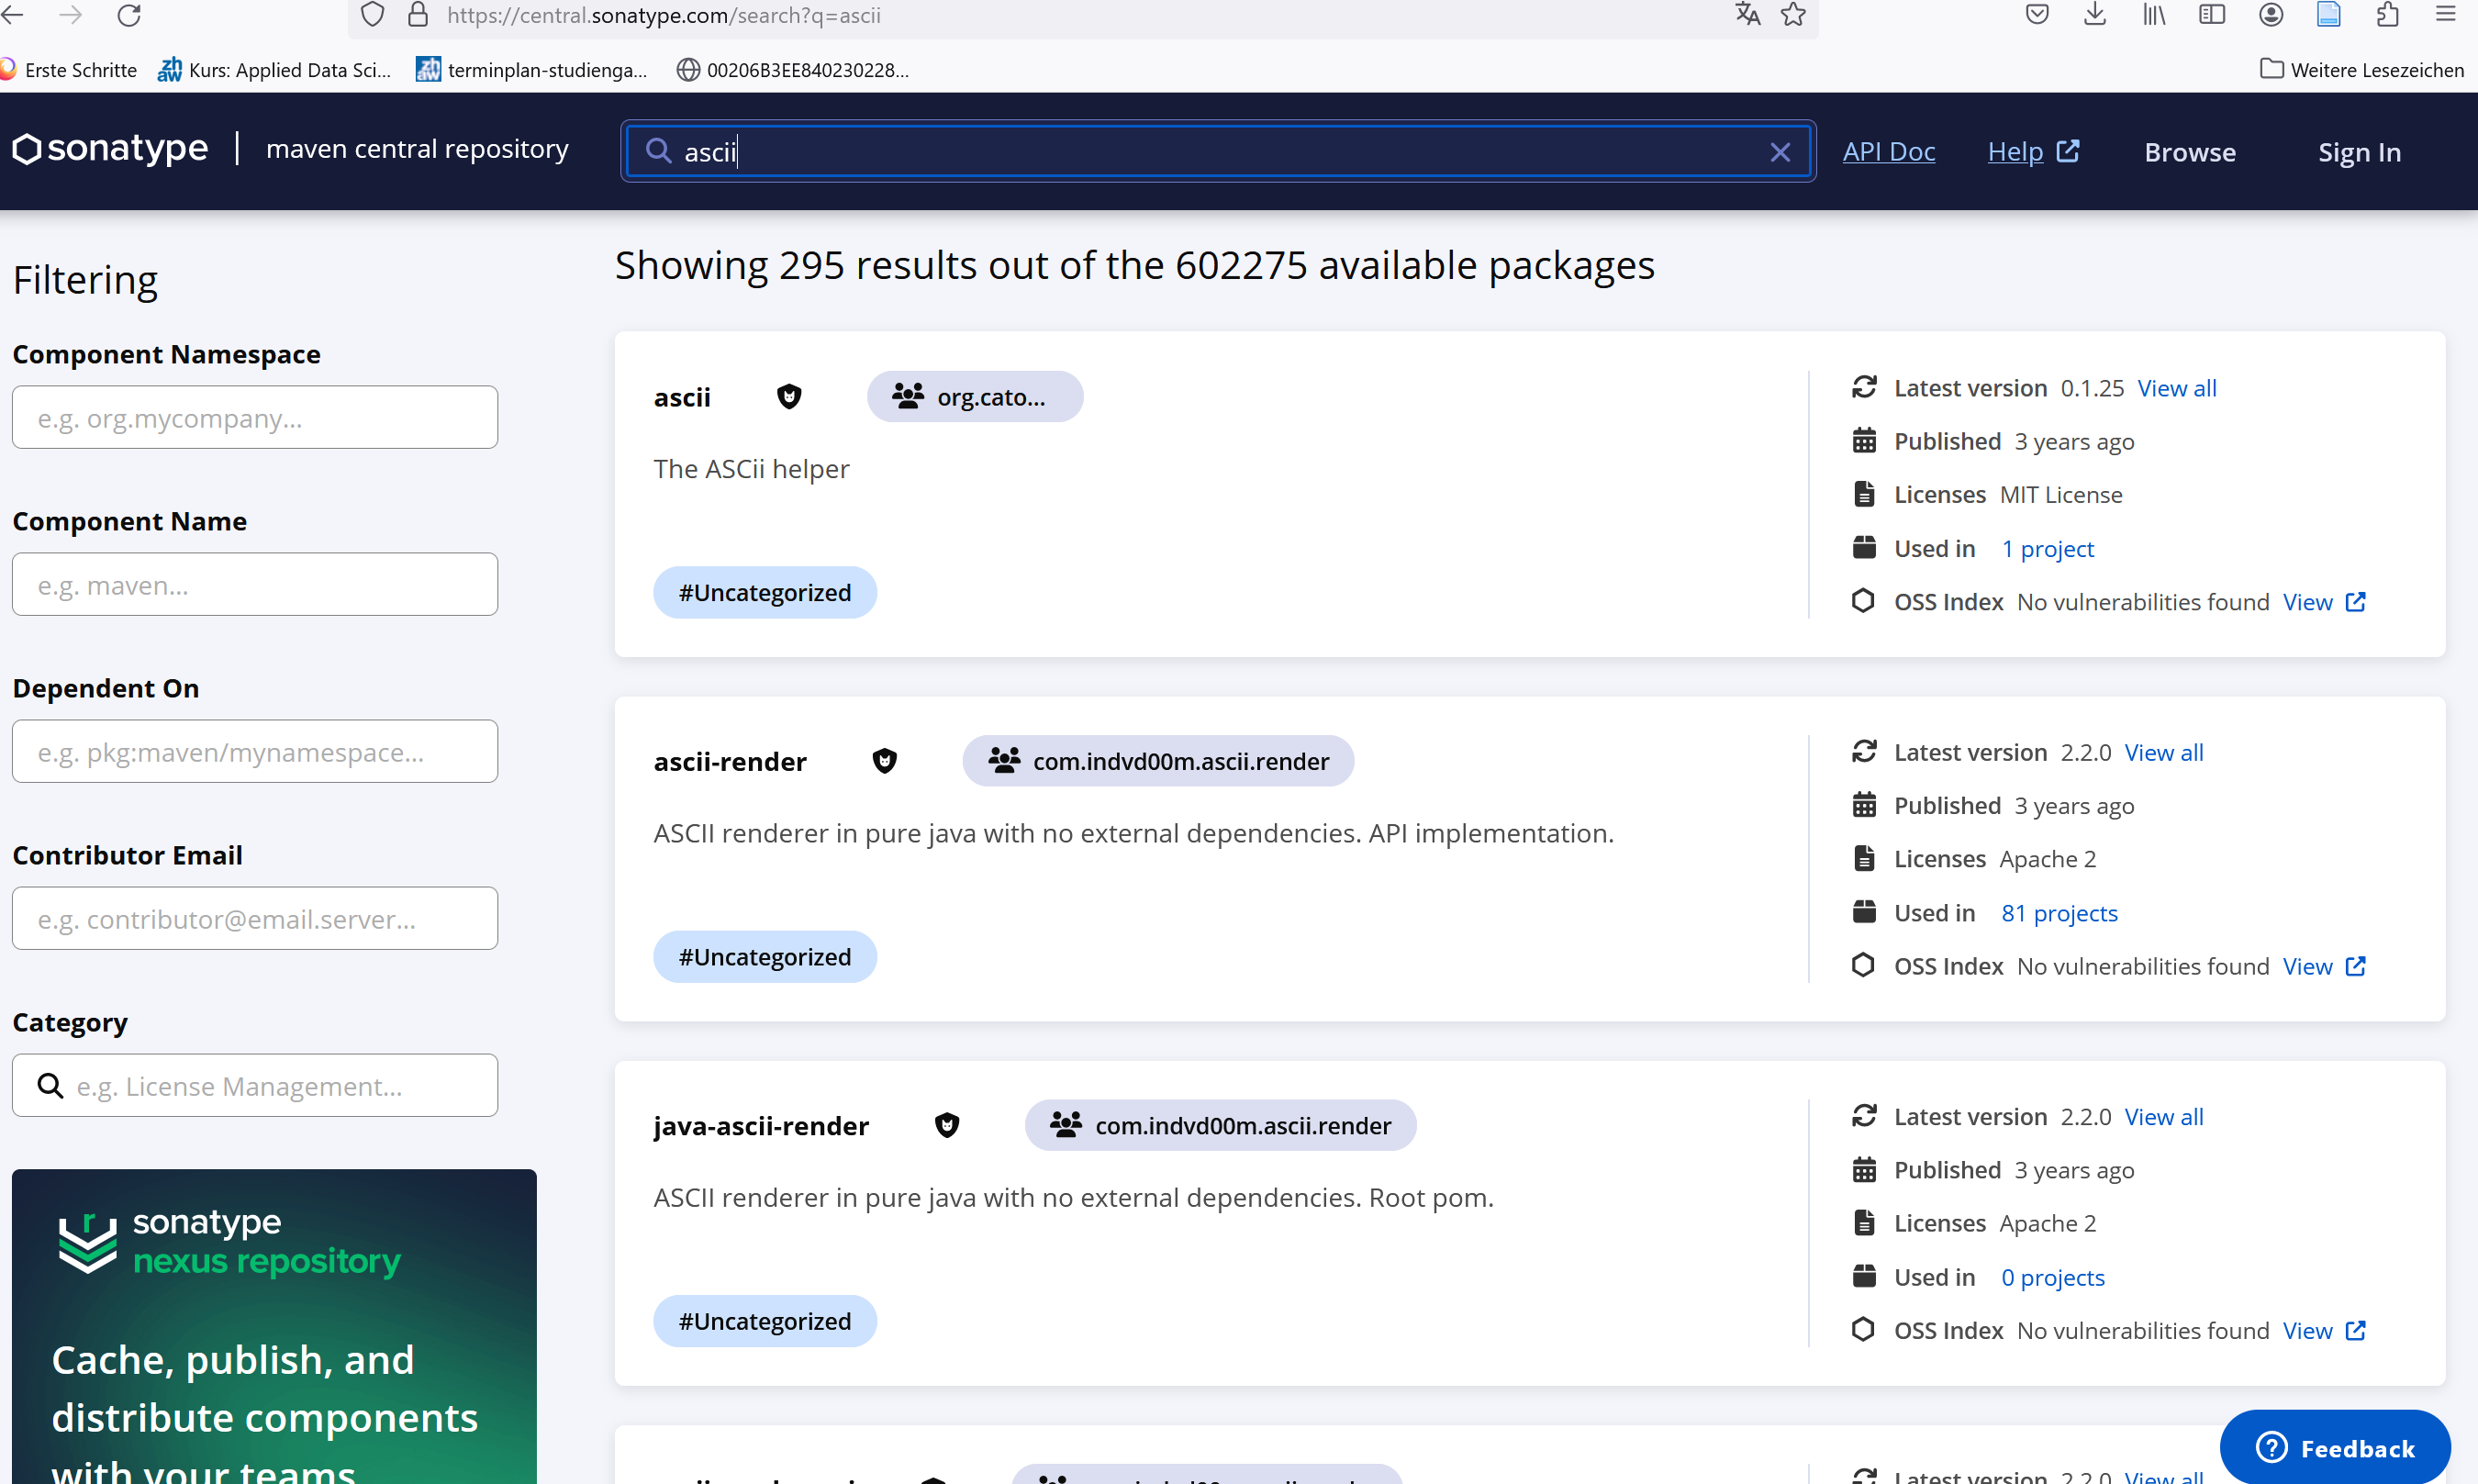 https://central.sonatype.com/search?q=ascii
Erste Schritte
Kurs: Applied Data Sci...
terminplan-studienga...
00206B3EE840230228...
Weitere Lesezeichen
sonatype | maven central repository
ascii
API Doc
Help
Browse
Sign In
Filtering
Component Namespace
e.g. org.mycompany...
Component Name
e.g. maven...
Dependent On
e.g. pkg:maven/mynamespace...
Contributor Email
e.g. contributor@email.server...
Category
e.g. License Management...
sonatype
nexus repository
Cache, publish, and
distribute components
with your teams
Showing 295 results out of the 602275 available packages
ascii
org.cato...
The ASCii helper
#Uncategorized
Latest version 0.1.25 View all
Published 3 years ago
Licenses MIT License
Used in 1 project
OSS Index No vulnerabilities found View
ascii-render
com.indvd00m.ascii.render
ASCII renderer in pure java with no external dependencies. API implementation.
#Uncategorized
Latest version 2.2.0 View all
Published 3 years ago
Licenses Apache 2
Used in 81 projects
OSS Index No vulnerabilities found View
java-ascii-render
com.indvd00m.ascii.render
ASCII renderer in pure java with no external dependencies. Root pom.
#Uncategorized
Latest version 2.2.0 View all
Published 3 years ago
Licenses Apache 2
Used in 0 projects
OSS Index No vulnerabilities found View
Latest version 2.2.0 View all
Feedback